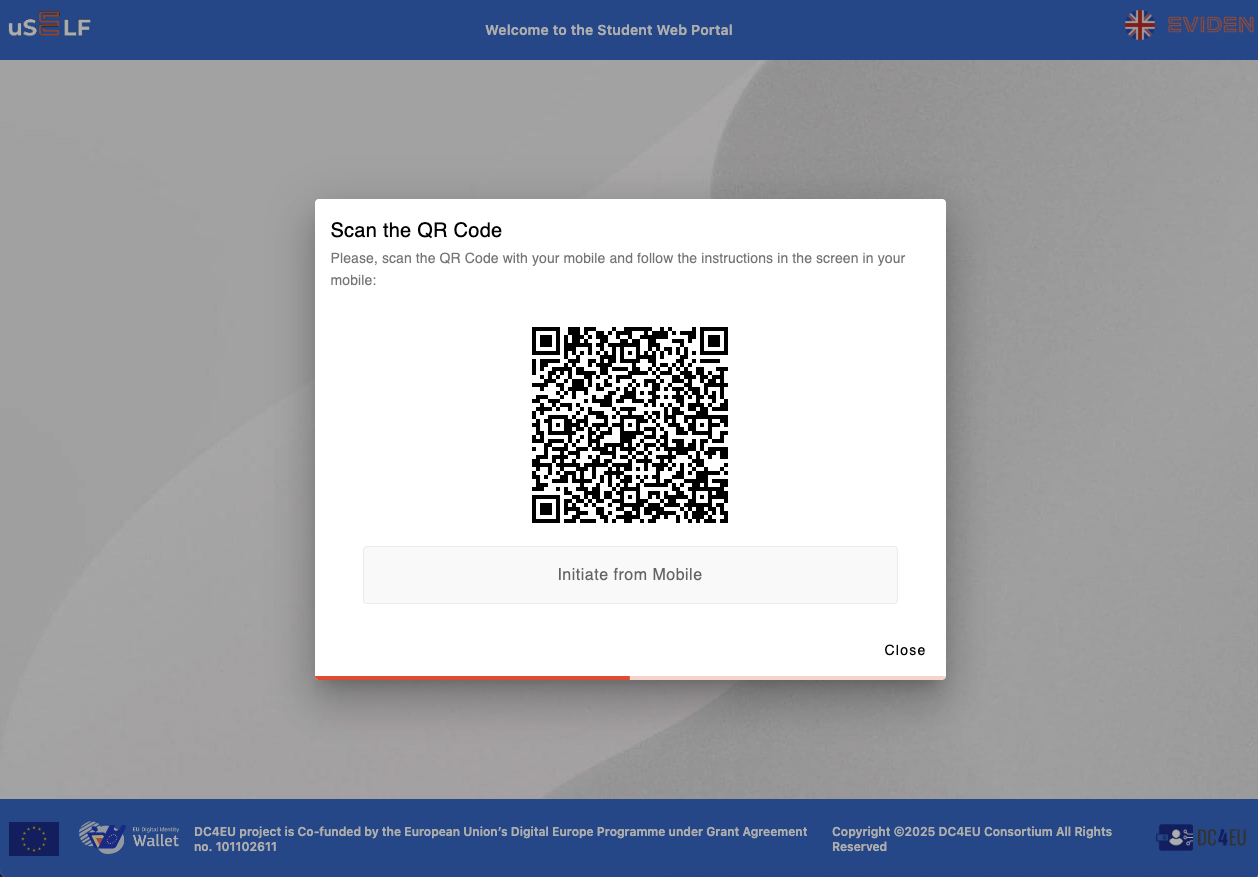 uSELF
Welcome to the Student Web Portal
EVIDEN
Scan the QR Code
Please, scan the QR Code with your mobile and follow the instructions in the screen in your
mobile:
Initiate from Mobile
Close
EU Digital Identity
Wallet
DC4EU project is Co-funded by the European Union’s Digital Europe Programme under Grant Agreement
no. 101102611
Copyright ©2025 DC4EU Consortium All Rights
Reserved
DC4EU